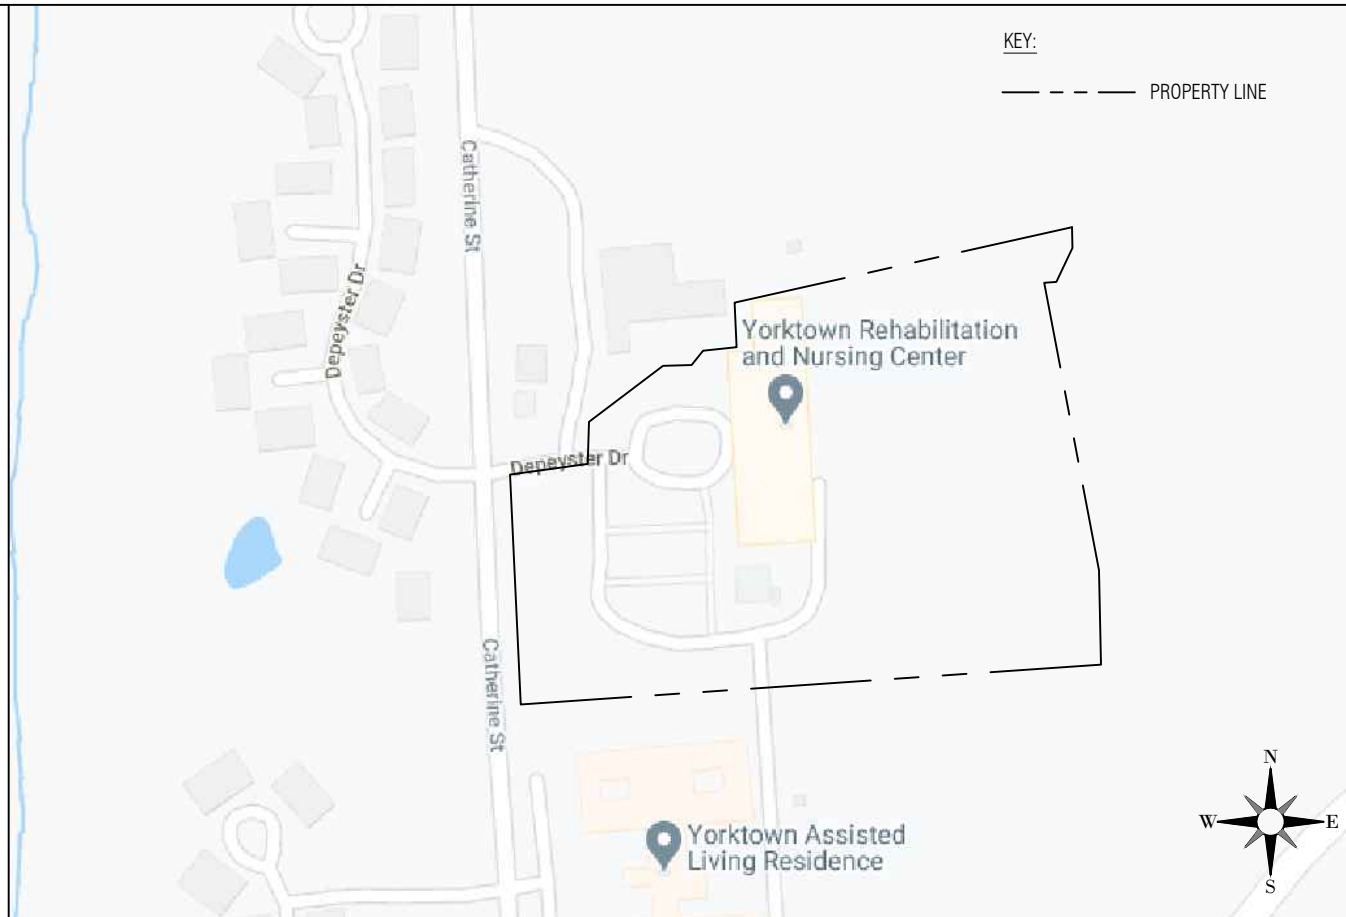 KEY:
PROPERTY LINE
Catherine St
Depeyster Dr
Yorktown Rehabilitation
and Nursing Center
Depeyster Dr
Catherine St
N
W
E
S
Yorktown Assisted
Living Residence